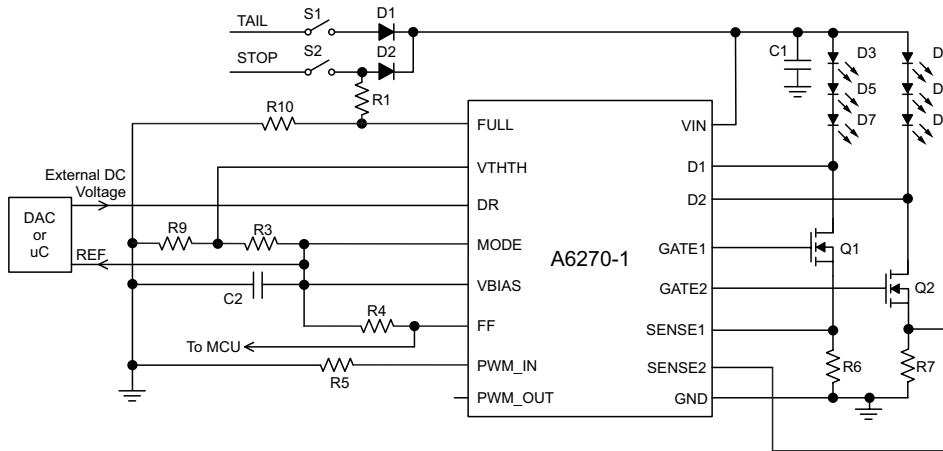 TAIL
S1
D1
STOP
S2
D2
R1
R10
C1
D3
D5
D7
D
D
D
External DC
Voltage
DAC
or
uC
REF
R9
R3
C2
R4
To MCU
R5
FULL
VTHTH
DR
MODE
VBIAS
FF
PWM_IN
PWM_OUT
A6270-1
VIN
D1
D2
GATE1
GATE2
SENSE1
SENSE2
GND
Q1
Q2
R6
R7